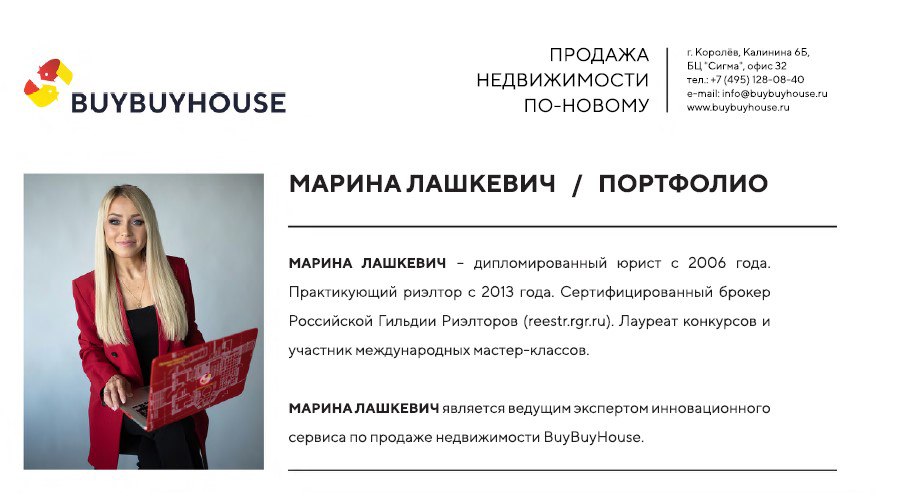 BUYBUYHOUSE
ПРОДАЖА
НЕДВИЖИМОСТИ
ПО-НОВОМУ
г. Королёв, Калинина 6Б,
БЦ "Сигма", офис 32
тел.: +7 (495) 128-08-40
e-mail: info@buybuyhouse.ru
www.buybuyhouse.ru
МАРИНА ЛАШКЕВИЧ / ПОРТФОЛИО
МАРИНА ЛАШКЕВИЧ – дипломированный юрист с 2006 года.
Практикующий риэлтор с 2013 года. Сертифицированный брокер
Российской Гильдии Риэлторов (reestr.rgr.ru). Лауреат конкурсов и
участник международных мастер-классов.
МАРИНА ЛАШКЕВИЧ является ведущим экспертом инновационного
сервиса по продаже недвижимости BuyBuyHouse.